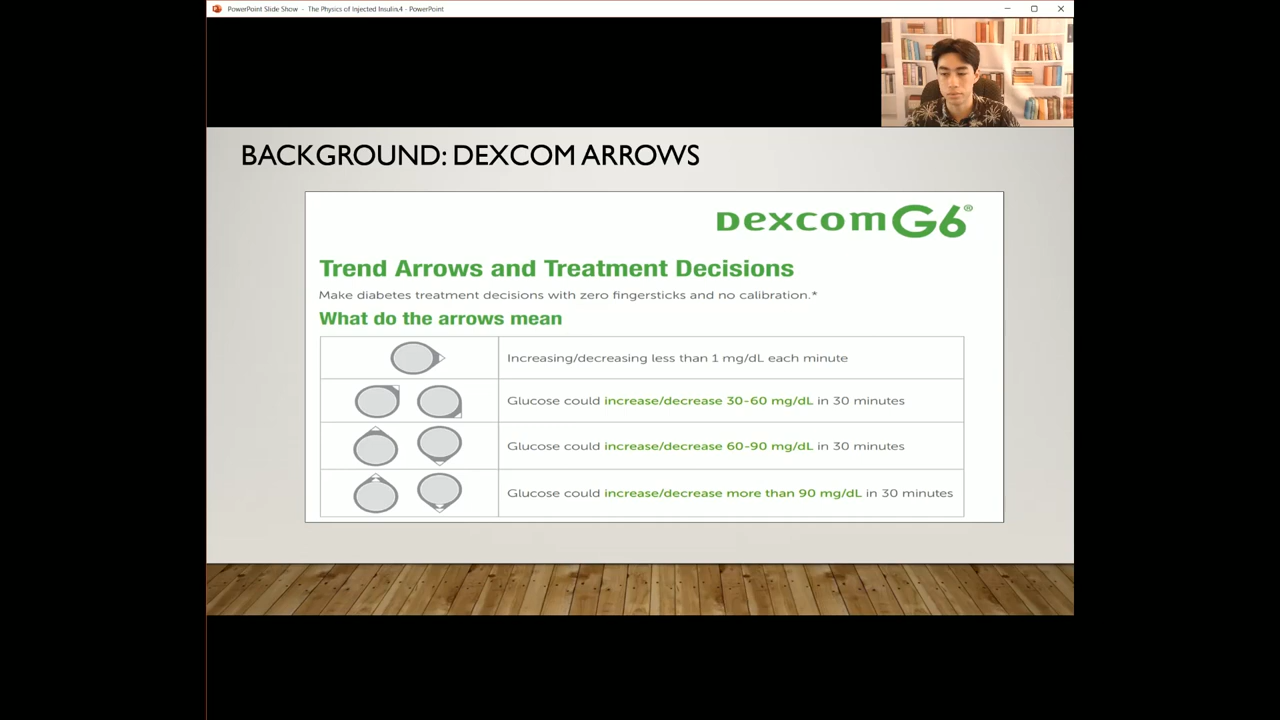 PowerPoint Slide Show - The Physics of Injected Insulin,4 - PowerPoint
BACKGROUND: DEXCOM ARROWS
Dexcom G6®
Trend Arrows and Treatment Decisions
Make diabetes treatment decisions with zero fingersticks and no calibration.*
What do the arrows mean
Increasing/decreasing less than 1 mg/dL each minute
Glucose could increase/decrease 30-60 mg/dL in 30 minutes
Glucose could increase/decrease 60-90 mg/dL in 30 minutes
Glucose could increase/decrease more than 90 mg/dL in 30 minutes